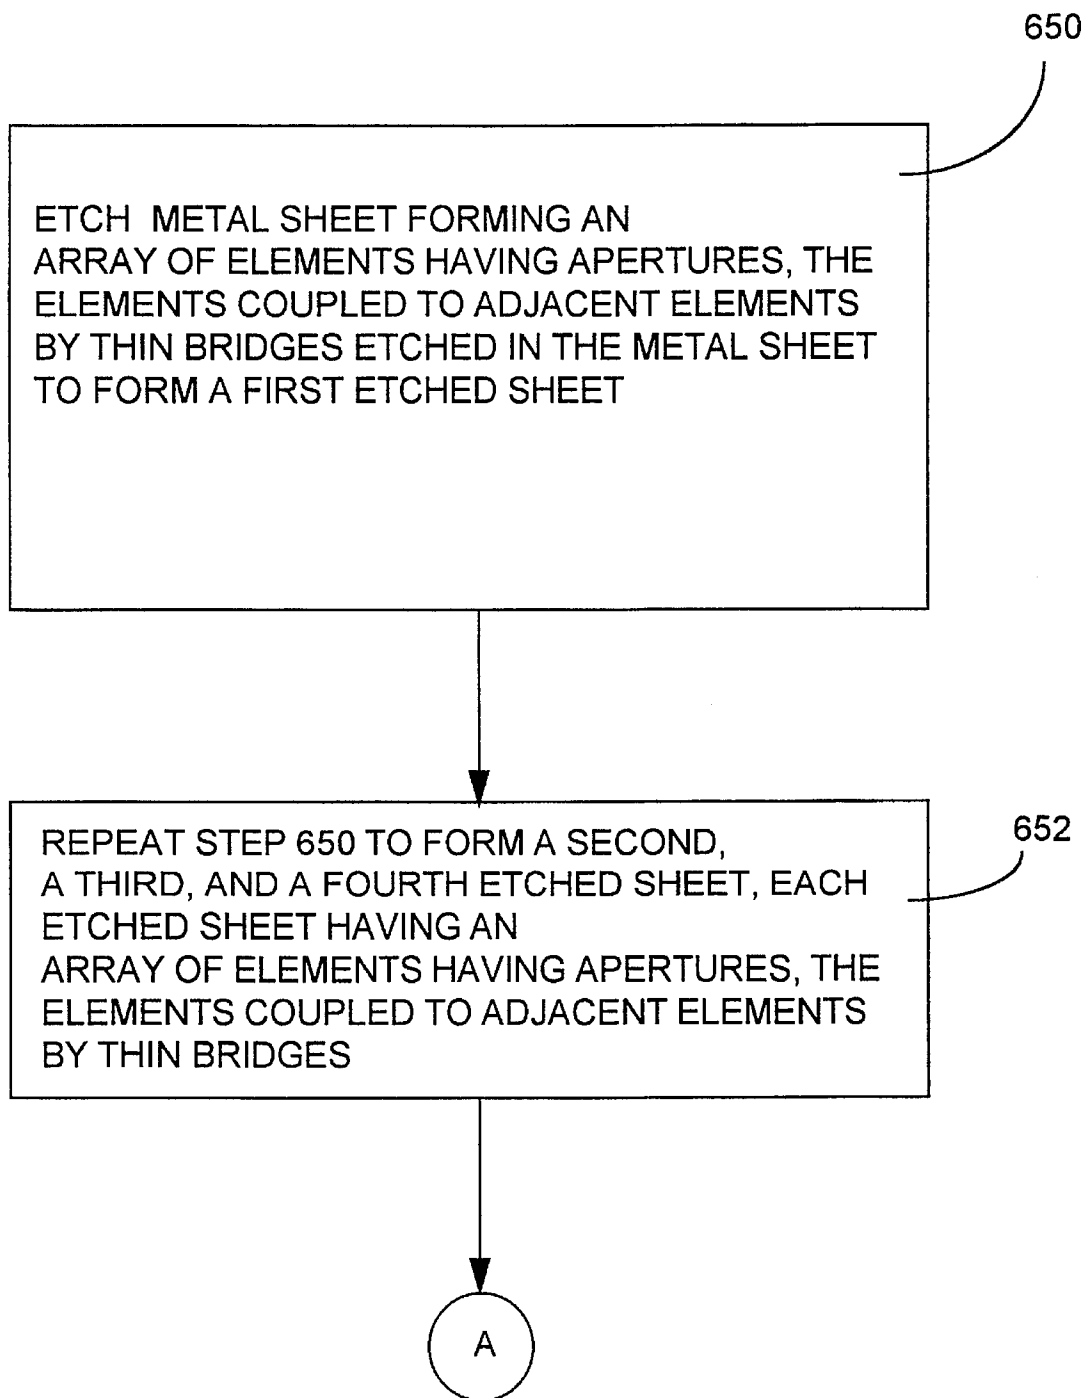 650
ETCH METAL SHEET FORMING AN
ARRAY OF ELEMENTS HAVING APERTURES, THE
ELEMENTS COUPLED TO ADJACENT ELEMENTS
BY THIN BRIDGES ETCHED IN THE METAL SHEET
TO FORM A FIRST ETCHED SHEET
652
REPEAT STEP 650 TO FORM A SECOND,
A THIRD, AND A FOURTH ETCHED SHEET, EACH
ETCHED SHEET HAVING AN
ARRAY OF ELEMENTS HAVING APERTURES, THE
ELEMENTS COUPLED TO ADJACENT ELEMENTS
BY THIN BRIDGES
A